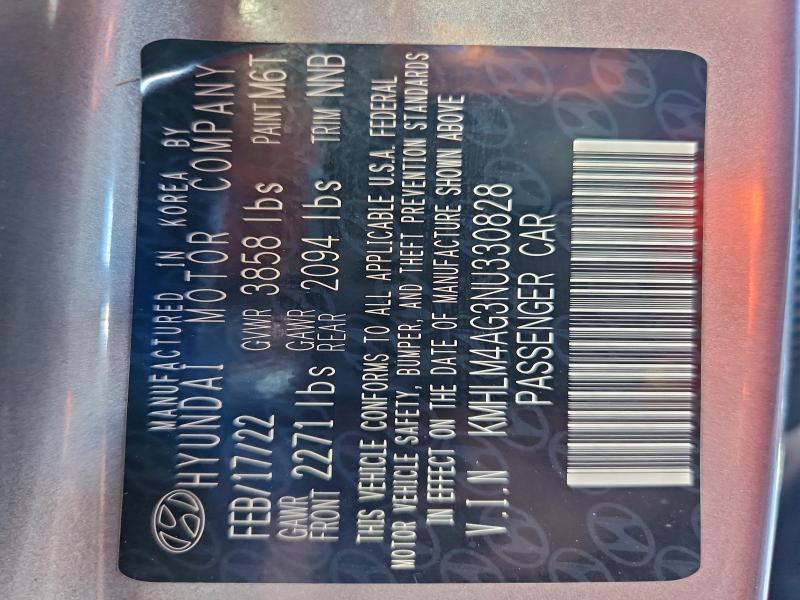 MANUFACTURED IN KOREA BY
HYUNDAI MOTOR COMPANY
FEB/17/22 GVWR 3858 lbs PAINT M6T
GAWR FRONT 2271 lbs GAWR REAR 2094 lbs TRIM NNB
THIS VEHICLE CONFORMS TO ALL APPLICABLE U.S.A. FEDERAL
MOTOR VEHICLE SAFETY, BUMPER, AND THEFT PREVENTION STANDARDS
IN EFFECT ON THE DATE OF MANUFACTURE SHOWN ABOVE
V.I.N KMHLM4AG3NU330828
PASSENGER CAR